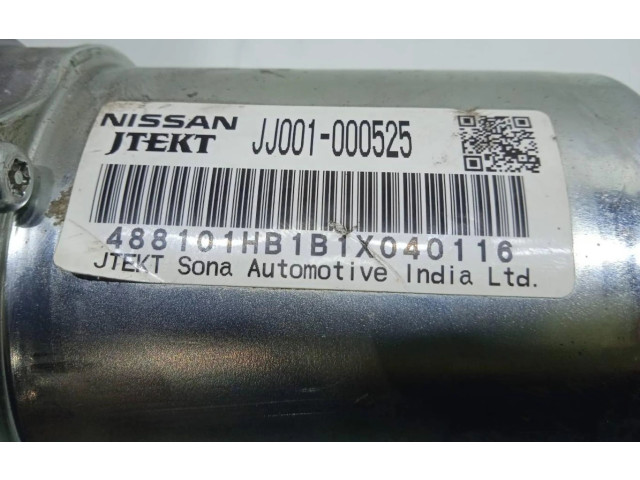 NISSAN
JTEKT JJ001-000525
488101HB1B1X040116
JTEKT Sona Automotive India Ltd.